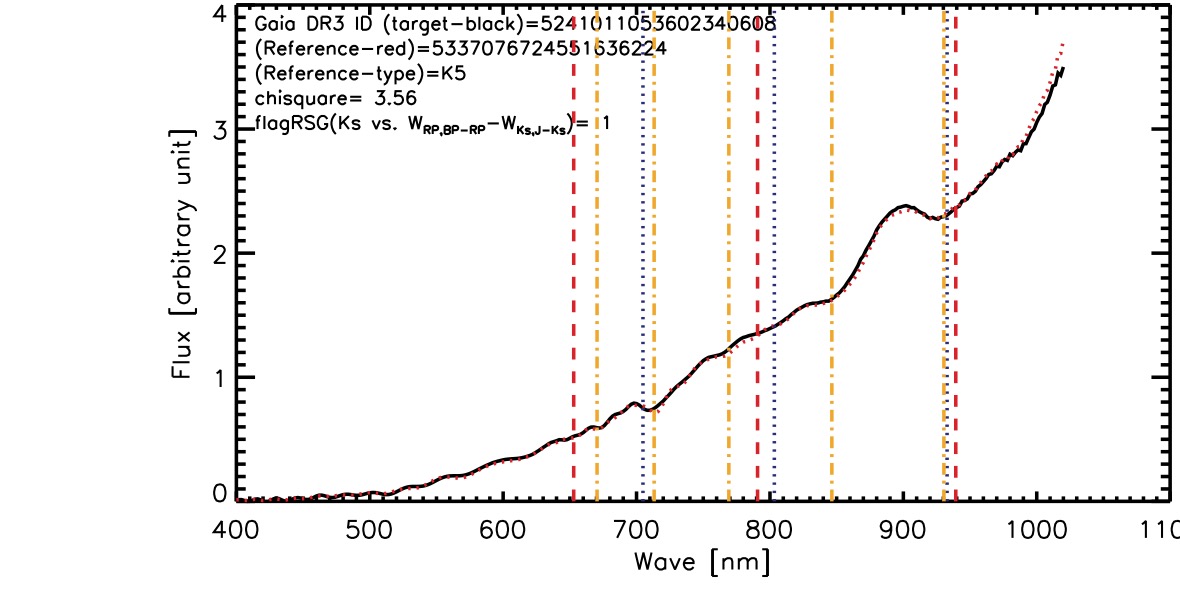 Gaia DR3 ID (target-black)=5241011053602340608
(Reference-red)=5337076724551636224
(Reference-type)=K5
chisquare= 3.56
flagRSG(Ks vs. W_RP,BP-RP-W_Ks,J-Ks)= 1
4
3
2
1
0
Flux [arbitrary unit]
400 500 600 700 800 900 1000 110
Wave [nm]